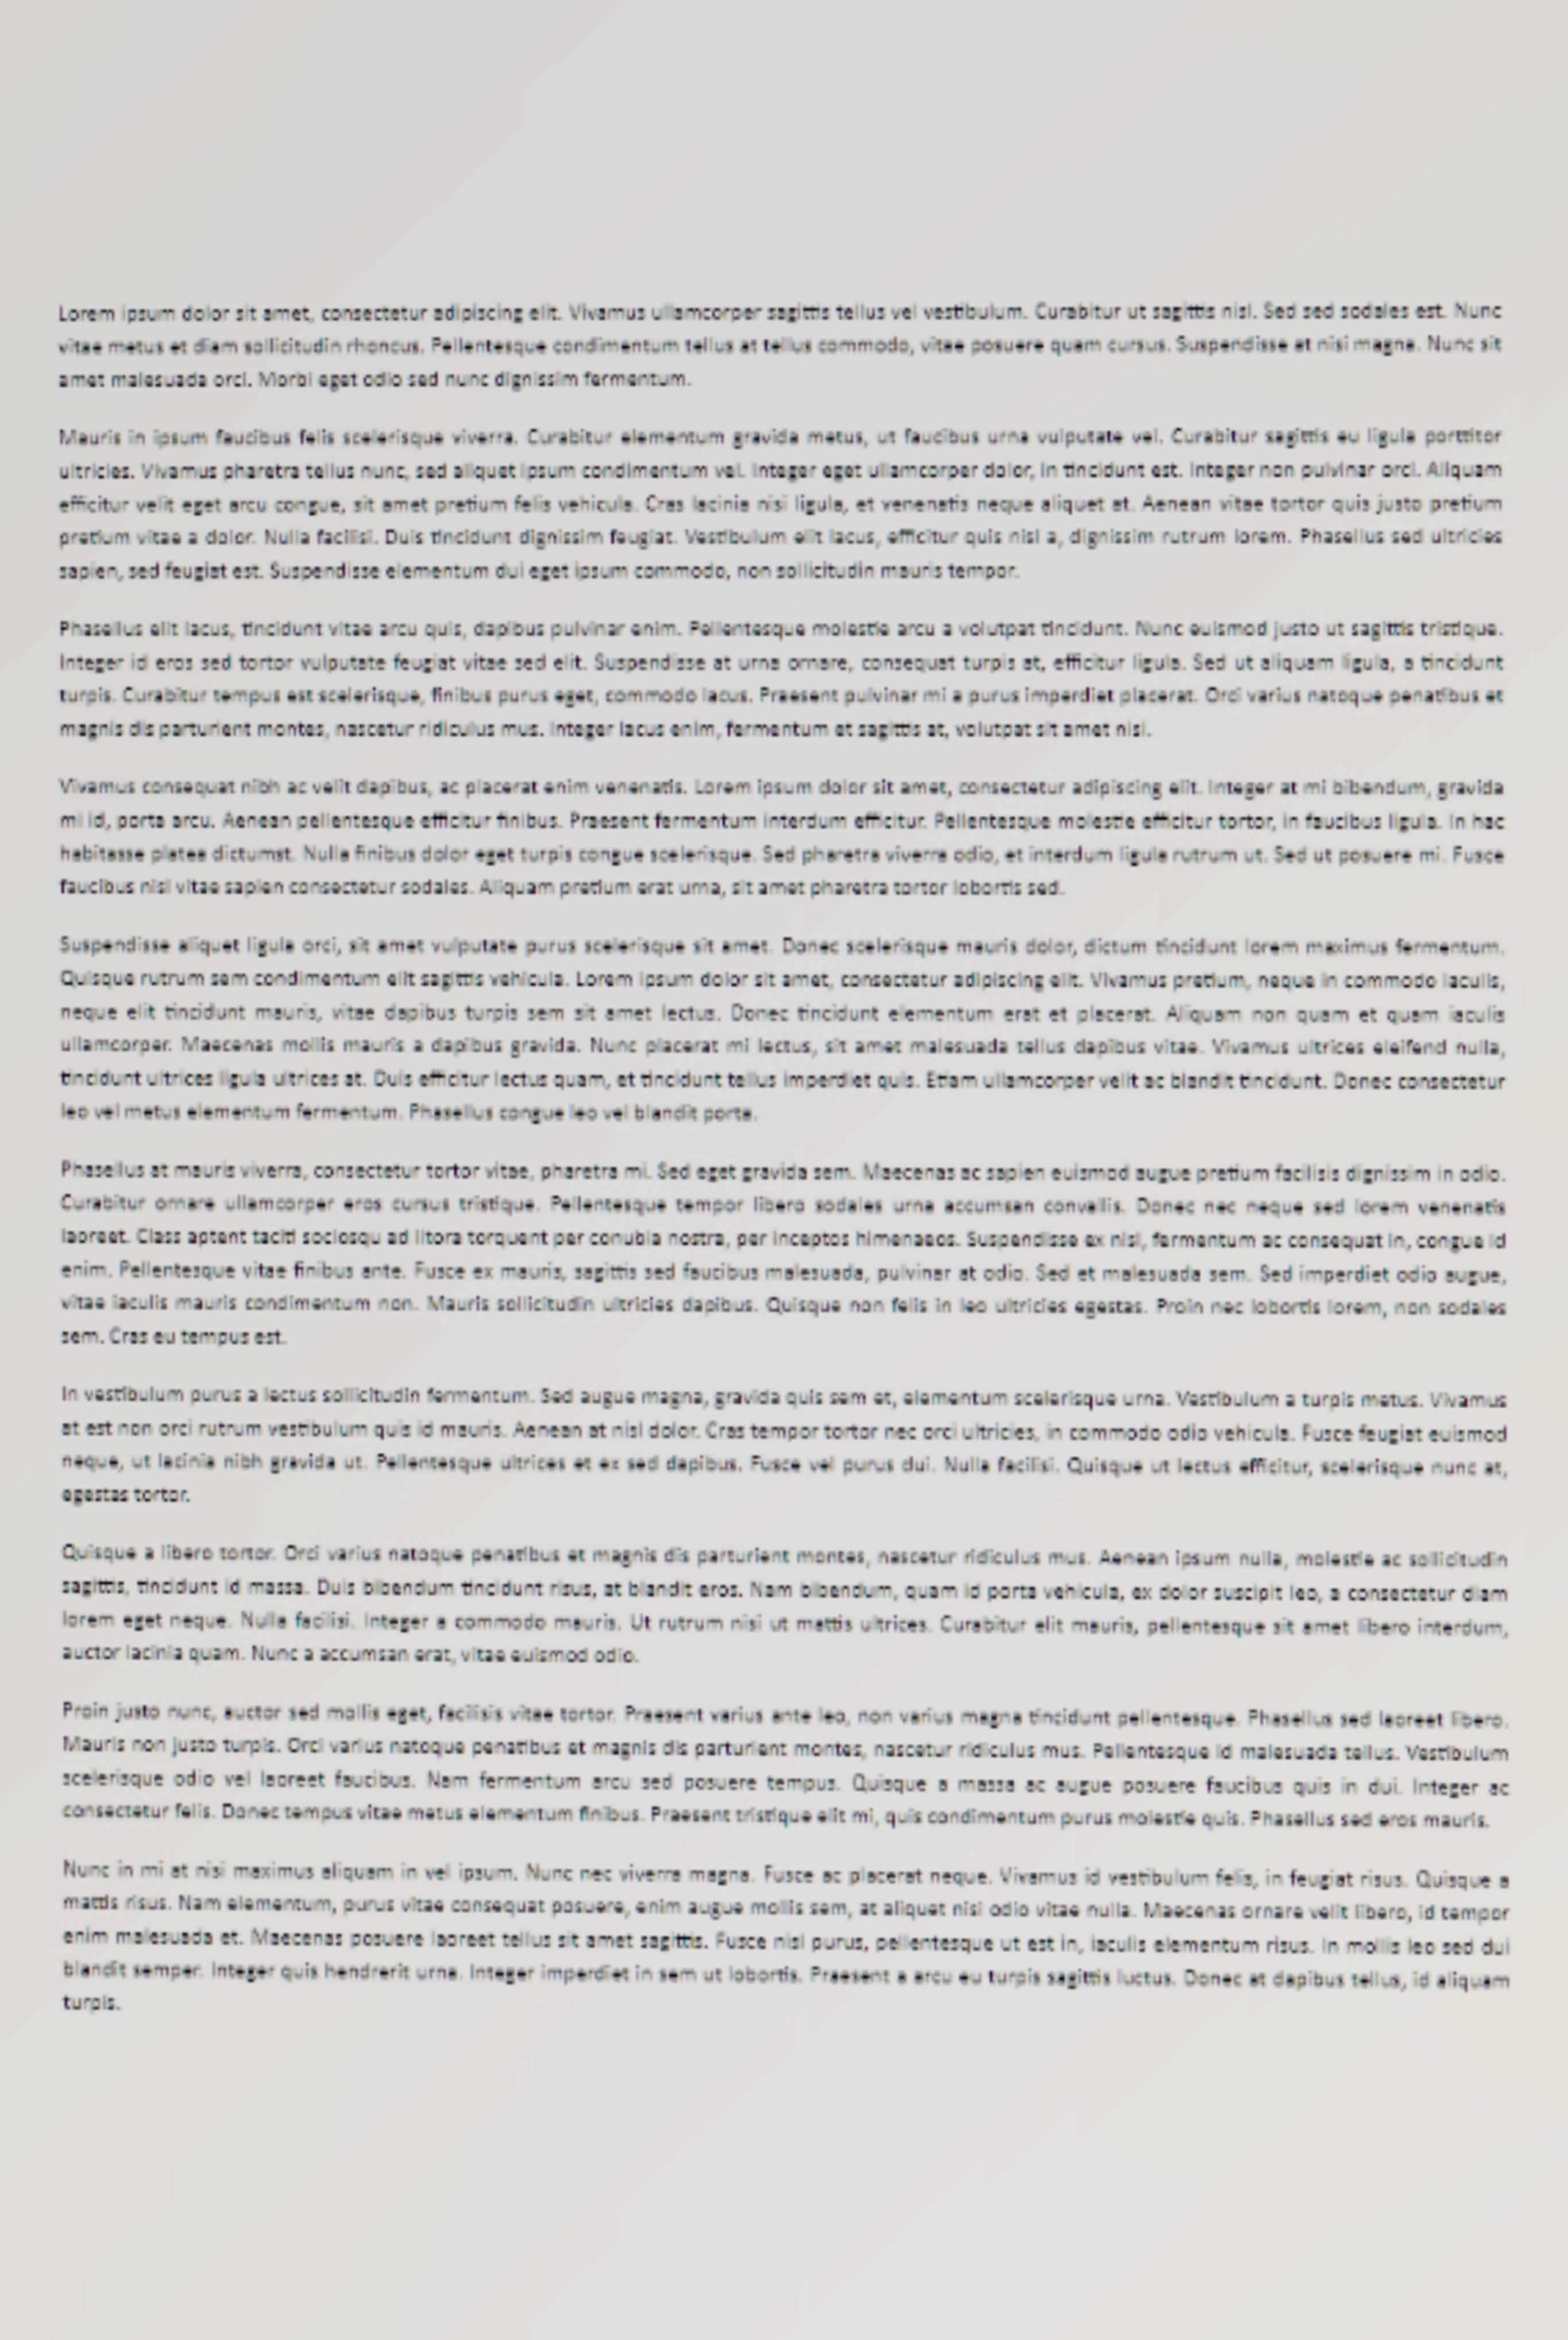 Lorem ipsum dolor sit amet, consectetur adipiscing elit. Vivamus ullamcorper sagittis tellus vel vestibulum. Curabitur ut sagittis nisl. Sed sed sodales est. Nunc
vitae metus et diam sollicitudin rhoncus. Pellentesque condimentum tellus at tellus commodo, vitae posuere quam cursus. Suspendisse at nisi magna. Nunc sit
amet malesuada orci. Morbi eget odio sed nunc dignissim fermentum.
Mauris in ipsum faucibus felis scelerisque viverra. Curabitur elementum gravida metus, ut faucibus urna vulputate vel. Curabitur sagittis eu ligula porttitor
ultricies. Vivamus pharetra tellus nunc, sed aliquet ipsum condimentum vel. Integer eget ullamcorper dolor, in tincidunt est. Integer non pulvinar orci. Aliquam
efficitur velit eget arcu congue, sit amet pretium felis vehicula. Cras lacinia nisi ligula, et venenatis neque aliquet at. Aenean vitae tortor quis justo pretium
pretium vitae a dolor. Nulla facilisi. Duis tincidunt dignissim feugiat. Vestibulum elit lacus, efficitur quis nisl a, dignissim rutrum lorem. Phasellus sed ultricies
sapien, sed feugiat est. Suspendisse elementum dui eget ipsum commodo, non sollicitudin mauris tempor.
Phasellus elit lacus, tincidunt vitae arcu quis, dapibus pulvinar enim. Pellentesque molestie arcu a volutpat tincidunt. Nunc euismod justo ut sagittis tristique.
Integer id eros sed tortor vulputate feugiat vitae sed elit. Suspendisse at urna ornare, consequat turpis at, efficitur ligula. Sed ut aliquam ligula, a tincidunt
turpis. Curabitur tempus est scelerisque, finibus purus eget, commodo lacus. Praesent pulvinar mi a purus imperdiet placerat. Orci varius natoque penatibus et
magnis dis parturient montes, nascetur ridiculus mus. Integer lacus enim, fermentum et sagittis at, volutpat sit amet nisl.
Vivamus consequat nibh ac velit dapibus, ac placerat enim venenatis. Lorem ipsum dolor sit amet, consectetur adipiscing elit. Integer at mi bibendum, gravida
mi id, porta arcu. Aenean pellentesque efficitur finibus. Praesent fermentum interdum efficitur. Pellentesque molestie efficitur tortor, in faucibus ligula. In hac
habitasse platea dictumst. Nulla finibus dolor eget turpis congue scelerisque. Sed pharetra viverra odio, et interdum ligula rutrum ut. Sed ut posuere mi. Fusce
faucibus nisl vitae sapien consectetur sodales. Aliquam pretium erat urna, sit amet pharetra tortor lobortis sed.
Suspendisse aliquet ligula orci, sit amet vulputate purus scelerisque sit amet. Donec scelerisque mauris dolor, dictum tincidunt lorem maximus fermentum.
Quisque rutrum sem condimentum elit sagittis vehicula. Lorem ipsum dolor sit amet, consectetur adipiscing elit. Vivamus pretium, neque in commodo iaculis,
neque elit tincidunt mauris, vitae dapibus turpis sem sit amet lectus. Donec tincidunt elementum erat et placerat. Aliquam non quam et quam iaculis
ullamcorper. Maecenas mollis mauris a dapibus gravida. Nunc placerat mi lectus, sit amet malesuada tellus dapibus vitae. Vivamus ultrices eleifend nulla,
tincidunt ultrices ligula ultrices at. Duis efficitur lectus quam, et tincidunt tellus imperdiet quis. Etiam ullamcorper velit ac blandit tincidunt. Donec consectetur
leo vel metus elementum fermentum. Phasellus congue leo vel blandit porta.
Phasellus at mauris viverra, consectetur tortor vitae, pharetra mi. Sed eget gravida sem. Maecenas ac sapien euismod augue pretium facilisis dignissim in odio.
Curabitur ornare ullamcorper eros cursus tristique. Pellentesque tempor libero sodales urna accumsan convallis. Donec nec neque sed lorem venenatis
laoreet. Class aptent taciti sociosqu ad litora torquent per conubia nostra, per inceptos himenaeos. Suspendisse ex nisl, fermentum ac consequat in, congue id
enim. Pellentesque vitae finibus ante. Fusce ex mauris, sagittis sed faucibus malesuada, pulvinar at odio. Sed et malesuada sem. Sed imperdiet odio augue,
vitae iaculis mauris condimentum non. Mauris sollicitudin ultricies dapibus. Quisque non felis in leo ultricies egestas. Proin nec lobortis lorem, non sodales
sem. Cras eu tempus est.
In vestibulum purus a lectus sollicitudin fermentum. Sed augue magna, gravida quis sem et, elementum scelerisque urna. Vestibulum a turpis metus. Vivamus
at est non orci rutrum vestibulum quis id mauris. Aenean at nisl dolor. Cras tempor tortor nec orci ultricies, in commodo odio vehicula. Fusce feugiat euismod
neque, ut lacinia nibh gravida ut. Pellentesque ultrices et ex sed dapibus. Fusce vel purus dui. Nulla facilisi. Quisque ut lectus efficitur, scelerisque nunc at,
egestas tortor.
Quisque a libero tortor. Orci varius natoque penatibus et magnis dis parturient montes, nascetur ridiculus mus. Aenean ipsum nulla, molestie ac sollicitudin
sagittis, tincidunt id massa. Duis bibendum tincidunt risus, at blandit eros. Nam bibendum, quam id porta vehicula, ex dolor suscipit leo, a consectetur diam
lorem eget neque. Nulla facilisi. Integer a commodo mauris. Ut rutrum nisi ut mattis ultrices. Curabitur elit mauris, pellentesque sit amet libero interdum,
auctor lacinia quam. Nunc a accumsan erat, vitae euismod odio.
Proin justo nunc, auctor sed mollis eget, facilisis vitae tortor. Praesent varius ante leo, non varius magna tincidunt pellentesque. Phasellus sed laoreet libero.
Mauris non justo turpis. Orci varius natoque penatibus et magnis dis parturient montes, nascetur ridiculus mus. Pellentesque id malesuada tellus. Vestibulum
scelerisque odio vel laoreet faucibus. Nam fermentum arcu sed posuere tempus. Quisque a massa ac augue posuere faucibus quis in dui. Integer ac
consectetur felis. Donec tempus vitae metus elementum finibus. Praesent tristique elit mi, quis condimentum purus molestie quis. Phasellus sed eros mauris.
Nunc in mi at nisi maximus aliquam in vel ipsum. Nunc nec viverra magna. Fusce ac placerat neque. Vivamus id vestibulum felis, in feugiat risus. Quisque a
mattis risus. Nam elementum, purus vitae consequat posuere, enim augue mollis sem, at aliquet nisi odio vitae nulla. Maecenas ornare velit libero, id tempor
enim malesuada et. Maecenas posuere laoreet tellus sit amet sagittis. Fusce nisl purus, pellentesque ut est in, iaculis elementum risus. In mollis leo sed dui
blandit semper. Integer quis hendrerit urna. Integer imperdiet in sem ut lobortis. Praesent a arcu eu turpis sagittis luctus. Donec at dapibus tellus, id aliquam
turpis.